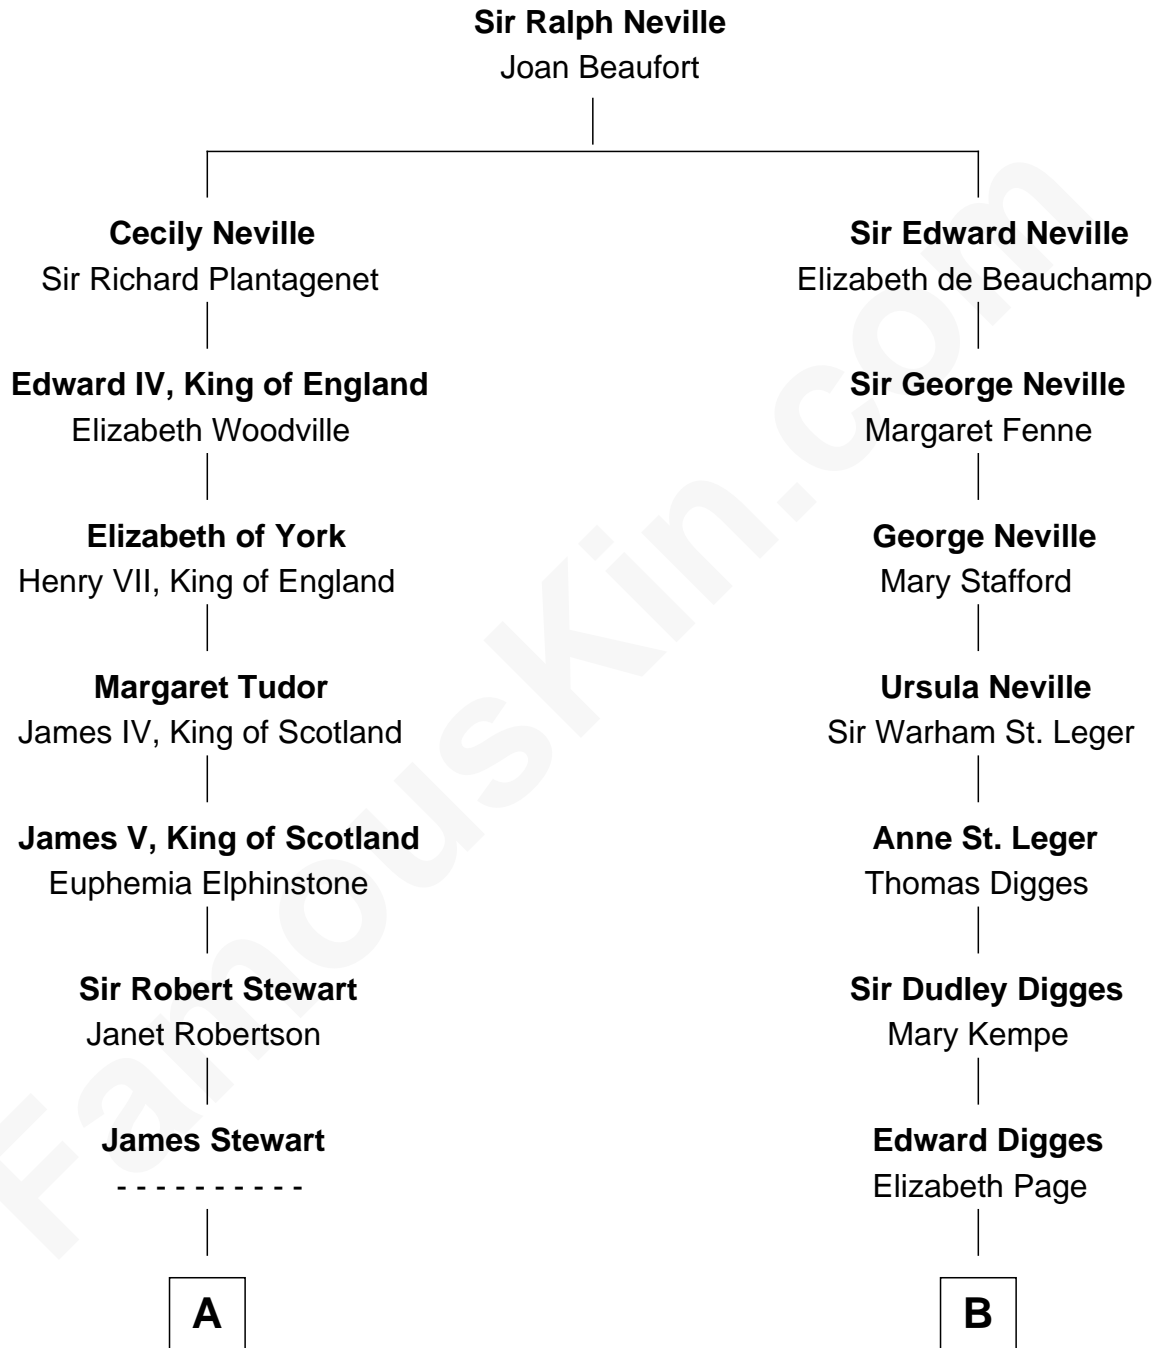 Sir Ralph Neville
Joan Beaufort
Cecily Neville
Sir Richard Plantagenet
Edward IV, King of England
Elizabeth Woodville
Elizabeth of York
Henry VII, King of England
Margaret Tudor
James IV, King of Scotland
James V, King of Scotland
Euphemia Elphinstone
Sir Robert Stewart
Janet Robertson
James Stewart
- - - - - - - - - -
A
Sir Edward Neville
Elizabeth de Beauchamp
Sir George Neville
Margaret Fenne
George Neville
Mary Stafford
Ursula Neville
Sir Warham St. Leger
Anne St. Leger
Thomas Digges
Sir Dudley Digges
Mary Kempe
Edward Digges
Elizabeth Page
B
FamousKin.com